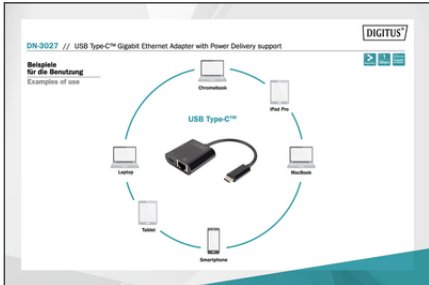 DIGITUS®
DN-3027 // USB Type-C™ Gigabit Ethernet Adapter with Power Delivery support
Beispiele
für die Benutzung
Examples of use
Chromebook
iPad Pro
USB Type-C™
Laptop
MacBook
Tablet
Smartphone